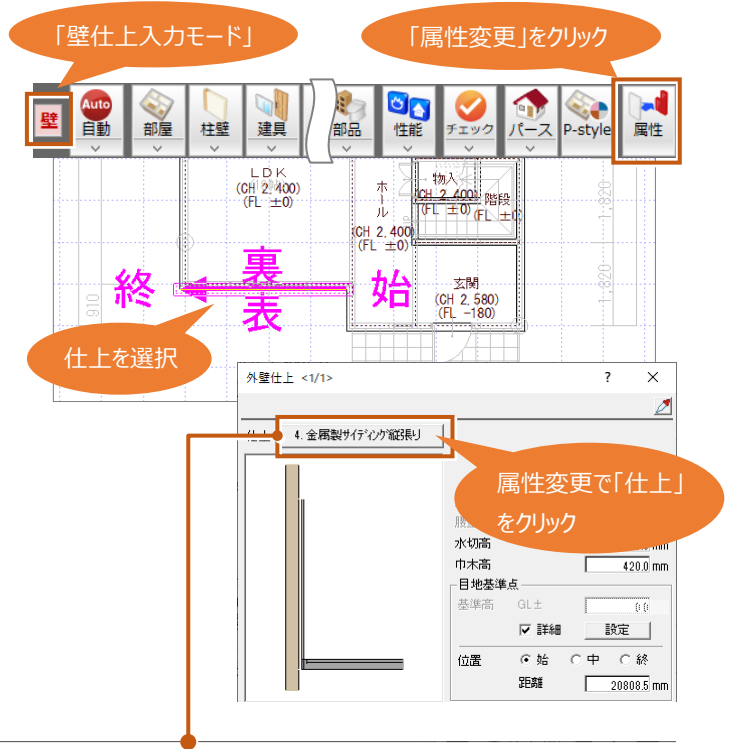 「壁仕上入力モード」
「属性変更」をクリック
壁
Auto
自動
部屋
柱壁
建具
部品
性能
チェック
パース
P-style
属性
LDK
(CH 2,400)
(FL ±0)
ホール
(CH 2,400)
(FL ±0)
物入
(CH 2,400)
(FL ±0)
階段
(FL ±0)
1,820
1,820
910
玄関
(CH 2,580)
(FL -180)
終
裏
表
始
仕上を選択
外壁仕上 <1/1>
? ×
4. 金属製サイディング縦張り
属性変更で「仕上」
をクリック
水切高
mm
巾木高 420.0 mm
目地基準点
基準高 GL±
詳細 設定
位置 始 中 終
距離 20808.5 mm